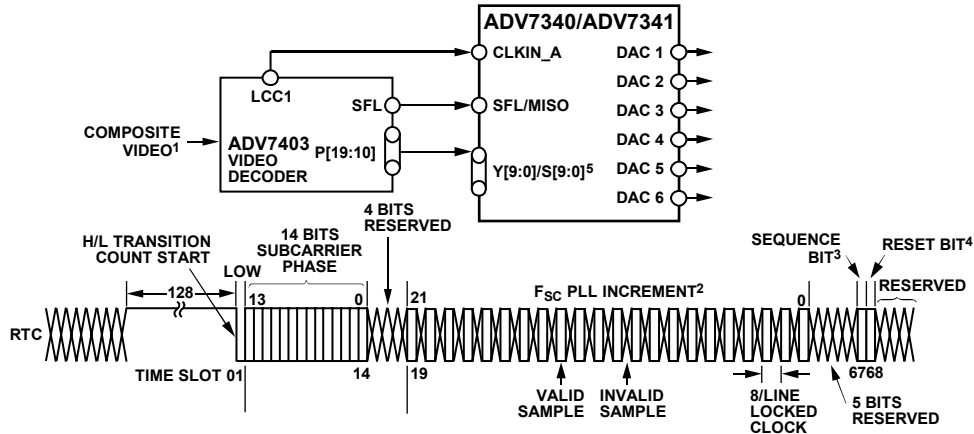 ADV7340/ADV7341
CLKIN_A
DAC 1
LCC1
DAC 2
SFL
SFL/MISO
DAC 3
COMPOSITE
VIDEO1
ADV7403
VIDEO
DECODER
P[19:10]
DAC 4
Y[9:0]/S[9:0]5
DAC 5
DAC 6
H/L TRANSITION
COUNT START
LOW
14 BITS
SUBCARRIER
PHASE
4 BITS
RESERVED
SEQUENCE
BIT3
RESET BIT4
RESERVED
128
13
0
21
FSC PLL INCREMENT2
0
RTC
TIME SLOT 01
14
19
6768
VALID
SAMPLE
INVALID
SAMPLE
8/LINE
LOCKED
CLOCK
5 BITS
RESERVED